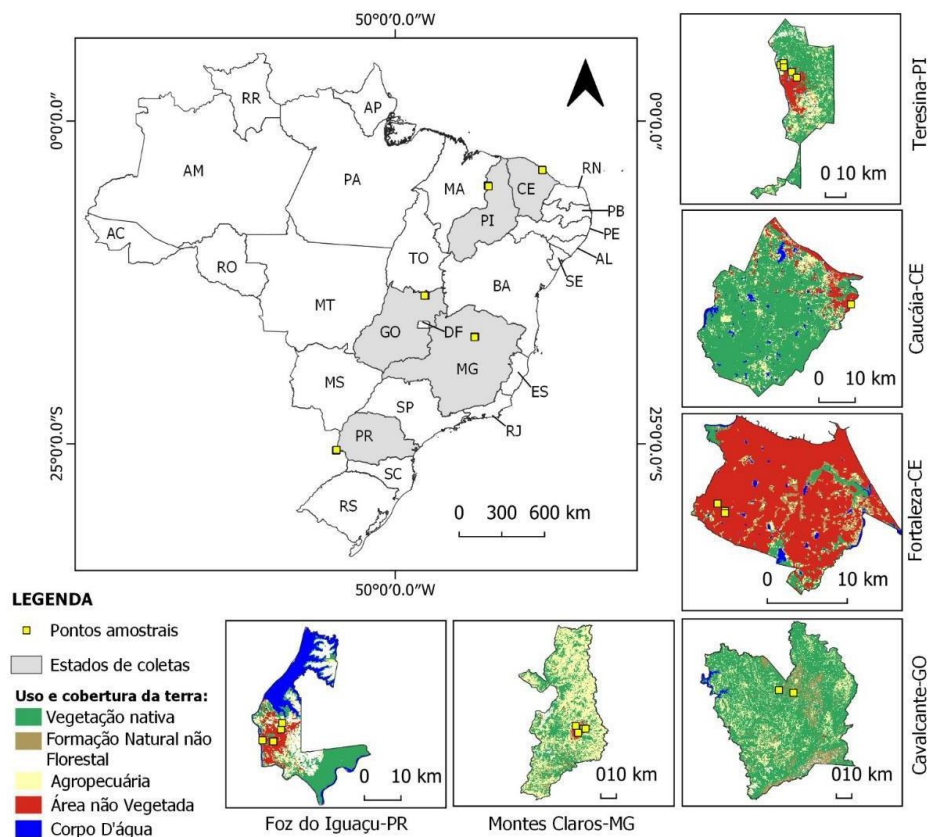 50°0′0.0″W
0°0′0.0″
25°0′0.0″S
RR
AP
AM
PA
MA
CE
RN
PB
PI
PE
AC
AL
TO
SE
RO
BA
MT
GO
DF
MG
MS
ES
SP
RJ
PR
SC
RS
0 300 600 km
0°0′0.0″
25°0′0.0″S
50°0′0.0″W
0 10 km
Teresina-PI
0 10 km
Caucáia-CE
0 10 km
Fortaleza-CE
010 km
Cavalcante-GO
LEGENDA
Pontos amostrais
Estados de coletas
Uso e cobertura da terra:
Vegetação nativa
Formação Natural não
Florestal
Agropecuária
Área não Vegetada
Corpo D'água
0 10 km
Foz do Iguaçu-PR
010 km
Montes Claros-MG